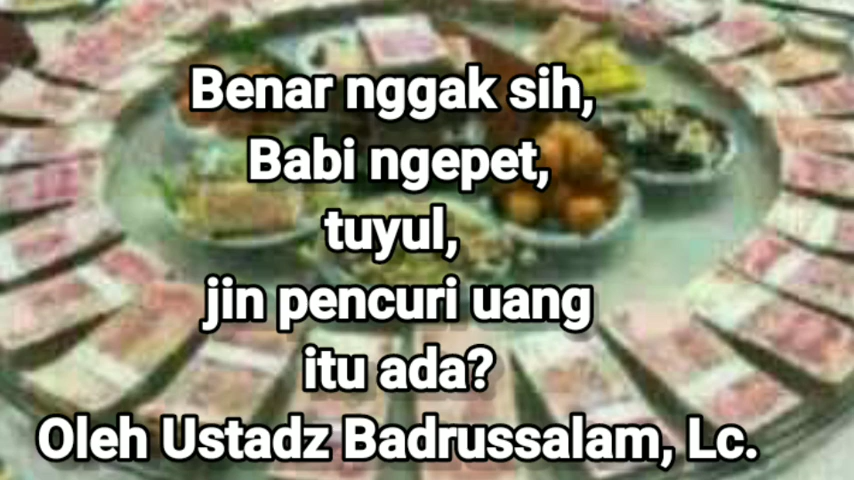 Benar nggak sih,
Babi ngepet,
tuyul,
jin pencuri uang
itu ada?
Oleh Ustadz Badrussalam, Lc.